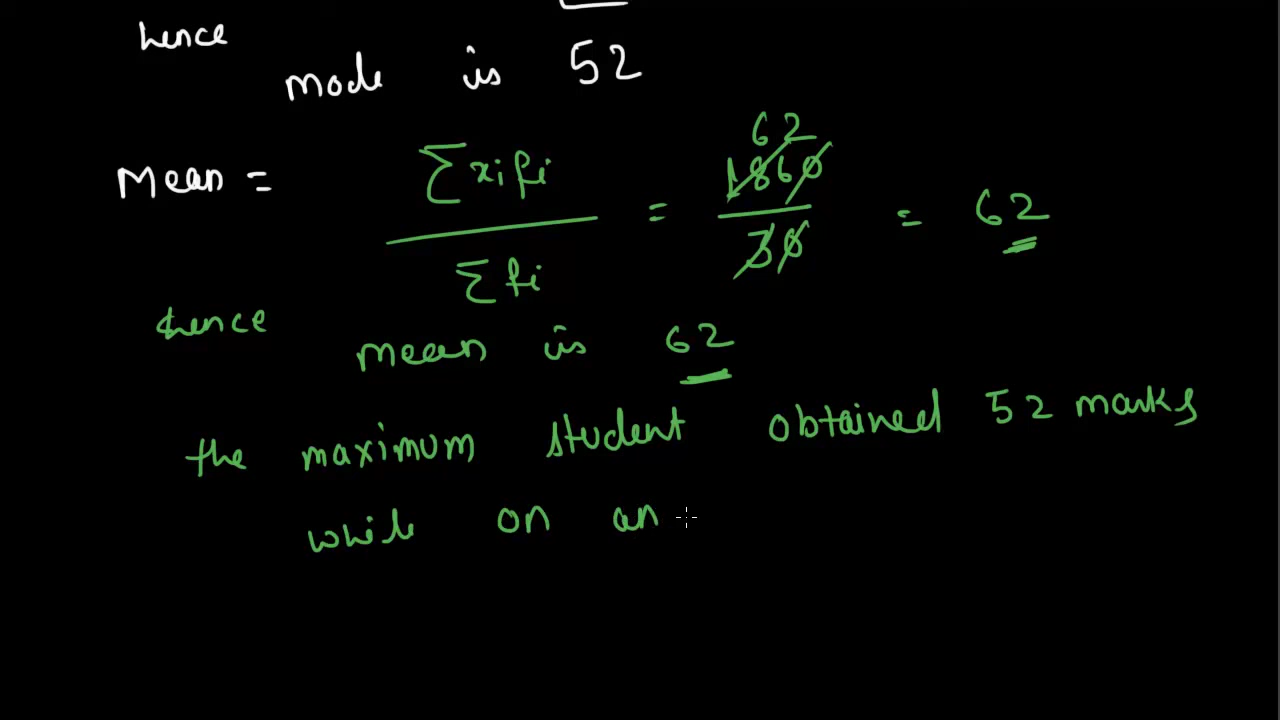 hence
mode is 52
Mean = Σxifi / Σfi = 1860 / 30 = 62
62
hence
mean is 62
the maximum student obtained 52 marks
while on an